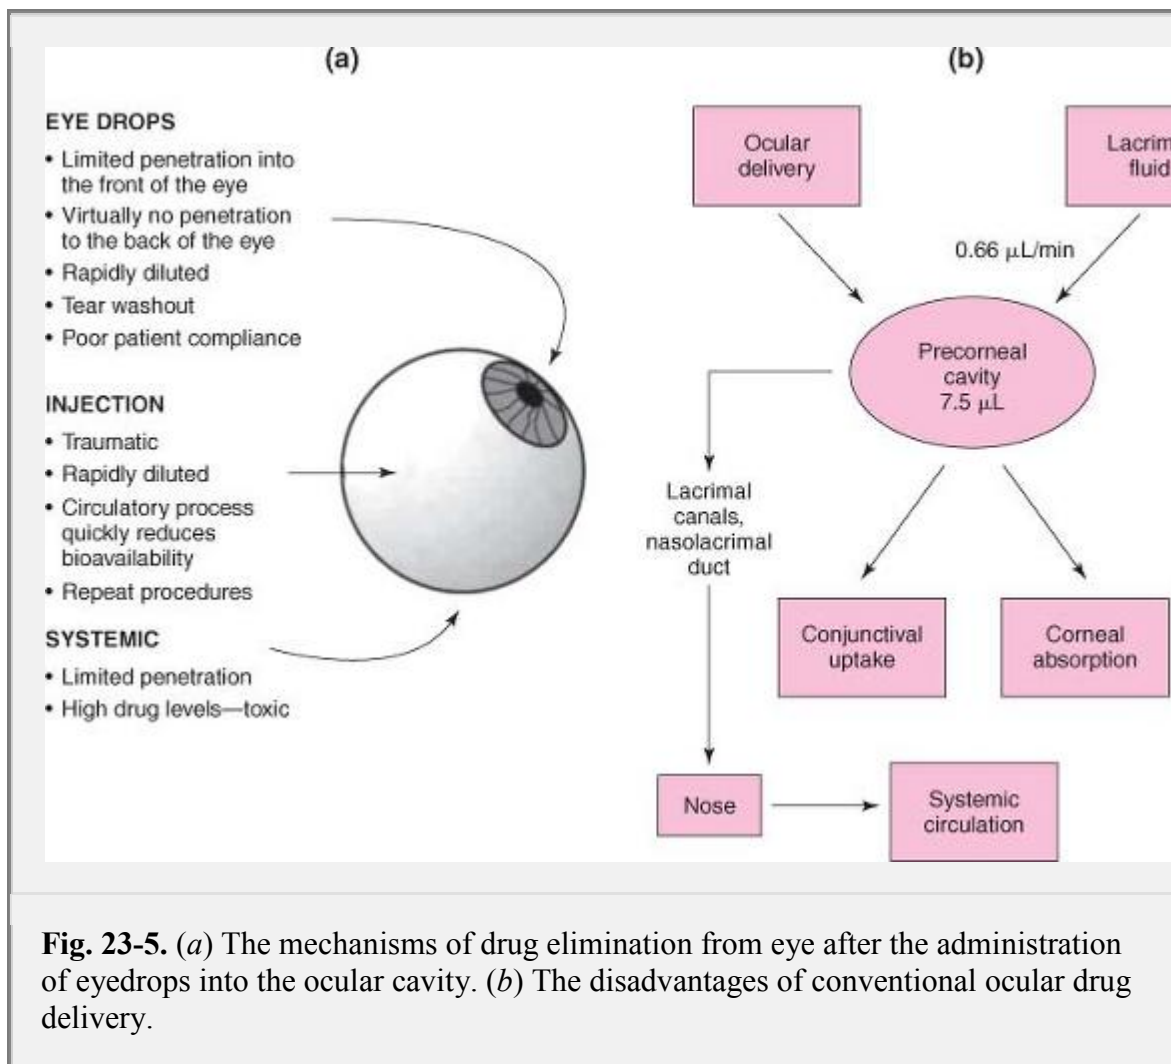 (a)
EYE DROPS
• Limited penetration into
the front of the eye
• Virtually no penetration
to the back of the eye
• Rapidly diluted
• Tear washout
• Poor patient compliance
INJECTION
• Traumatic
• Rapidly diluted
• Circulatory process
quickly reduces
bioavailability
• Repeat procedures
SYSTEMIC
• Limited penetration
• High drug levels—toxic
(b)
Ocular
delivery
Lacrim
fluid
0.66 μL/min
Precorneal
cavity
7.5 μL
Lacrimal
canals,
nasolacrimal
duct
Conjunctival
uptake
Corneal
absorption
Nose
Systemic
circulation
Fig. 23-5. (a) The mechanisms of drug elimination from eye after the administration
of eyedrops into the ocular cavity. (b) The disadvantages of conventional ocular drug
delivery.